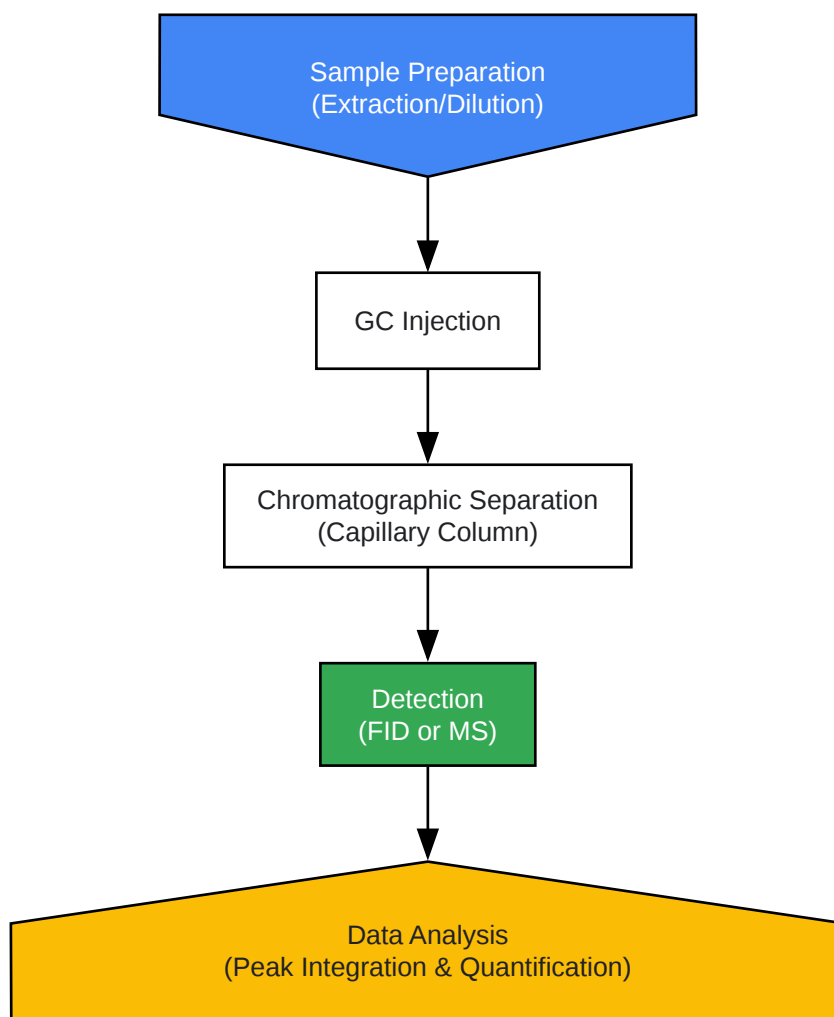 Sample Preparation
(Extraction/Dilution)
GC Injection
Chromatographic Separation
(Capillary Column)
Detection
(FID or MS)
Data Analysis
(Peak Integration & Quantification)